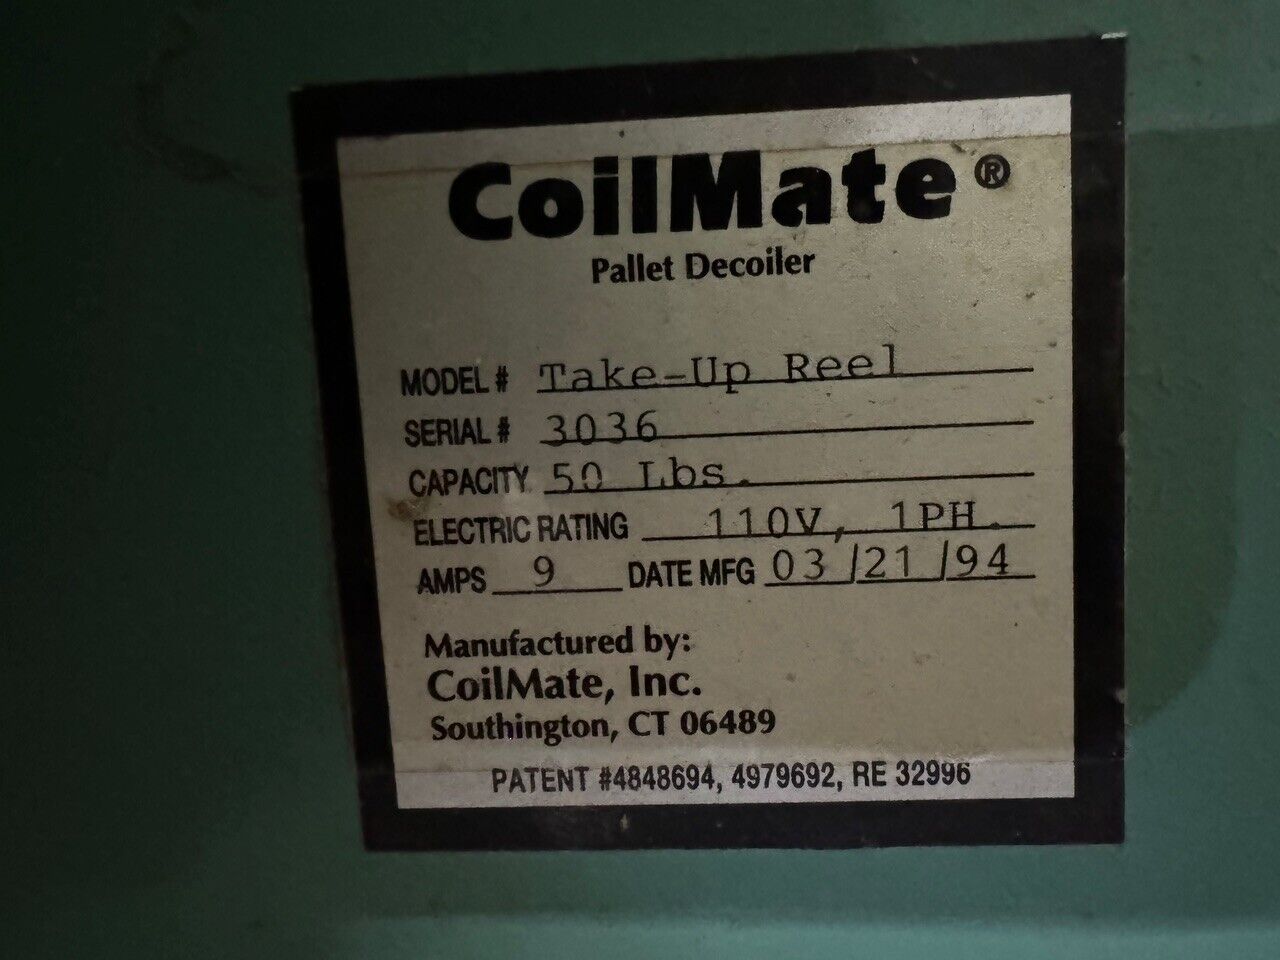 CoilMate®
Pallet Decoiler
MODEL # Take-Up Reel
SERIAL # 3036
CAPACITY 50 Lbs.
ELECTRIC RATING 110V, 1PH.
AMPS 9 DATE MFG 03/21/94
Manufactured by:
CoilMate, Inc.
Southington, CT 06489
PATENT #4848694, 4979692, RE 32996